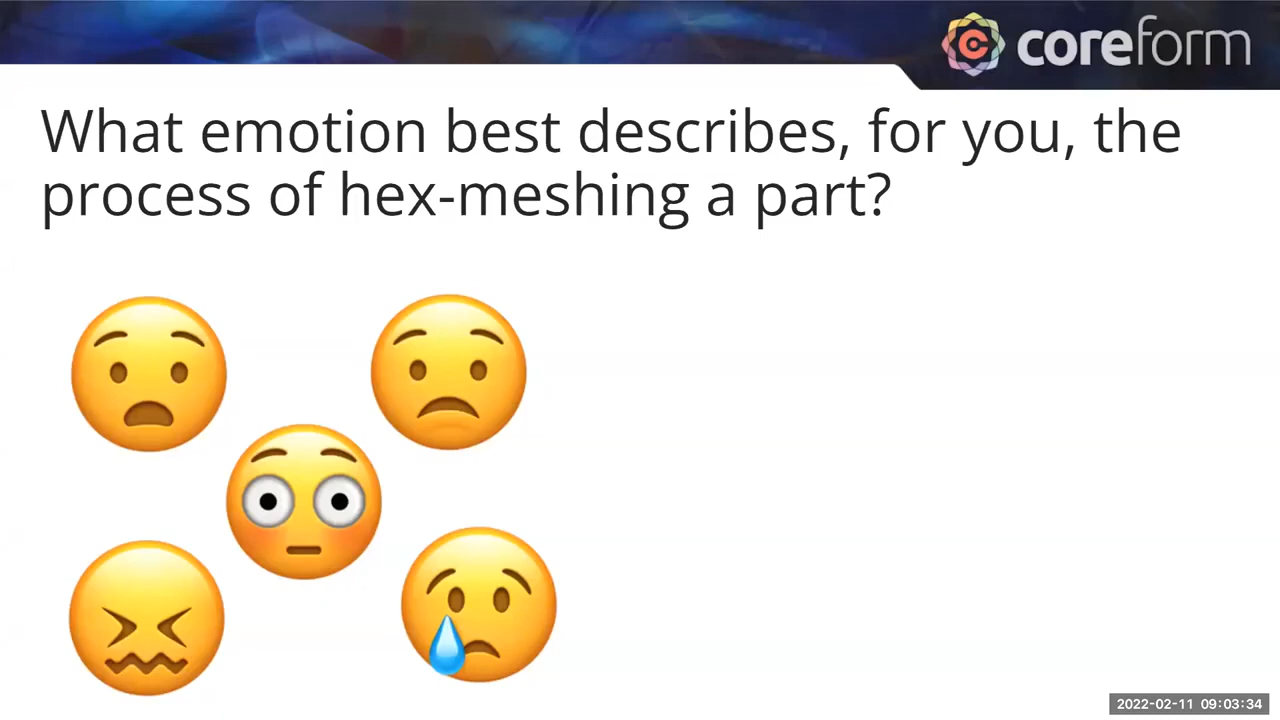 coreform
What emotion best describes, for you, the
process of hex-meshing a part?
2022-02-11 09:03:34